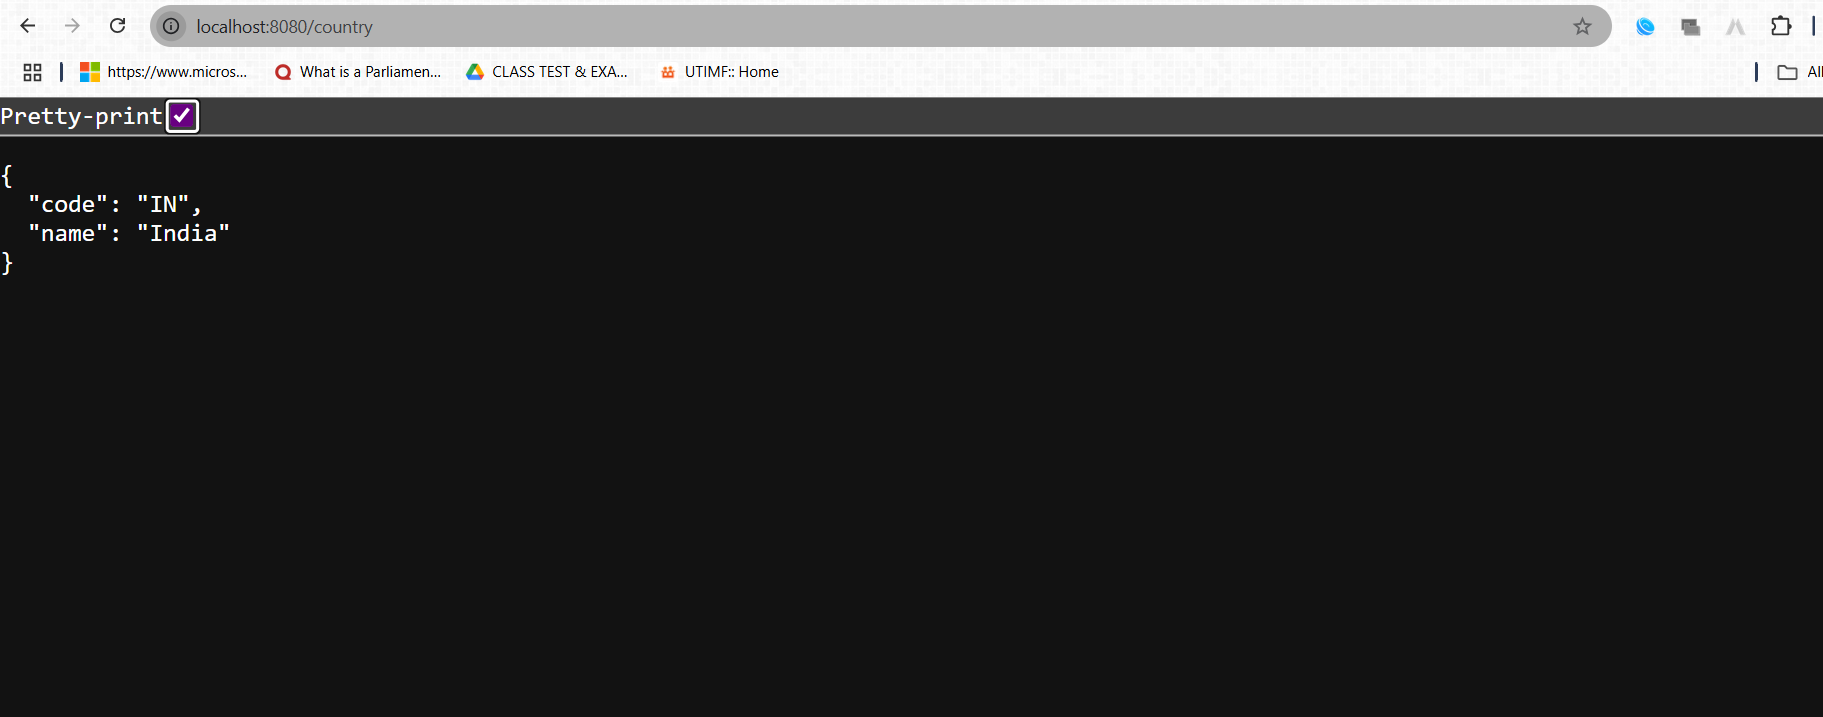 localhost:8080/country
https://www.micros... What is a Parliamen... CLASS TEST & EXA... UTIMF:: Home All
Pretty-print
{
"code": "IN",
"name": "India"
}